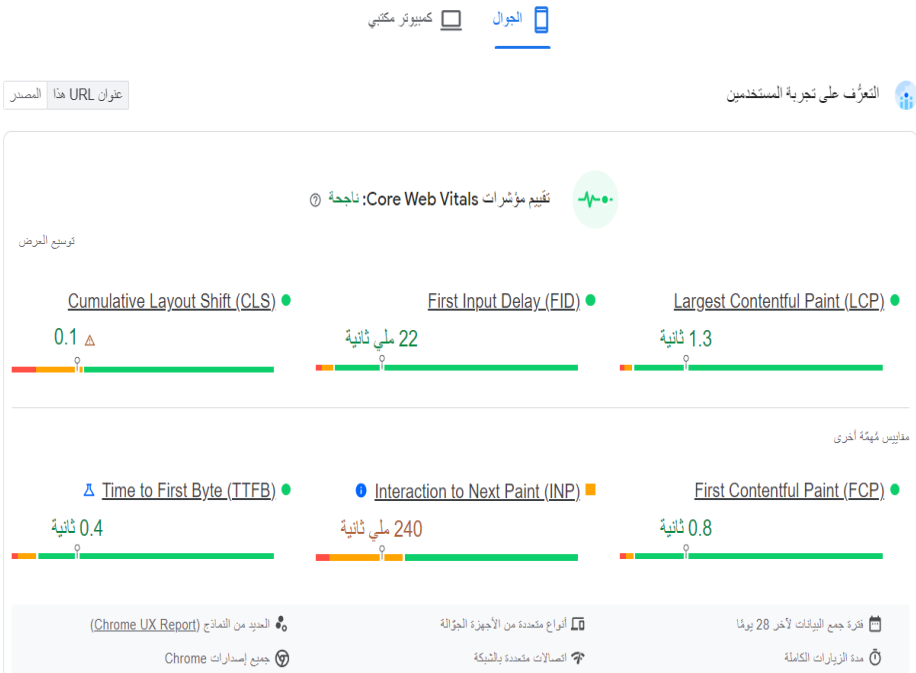 الجوال
كمبيوتر مكتبي
التعرُّف على تجربة المستخدمين
عنوان URL هذا
المصدر
تقييم مؤشرات Core Web Vitals: ناجحة
توسيع العرض
Largest Contentful Paint (LCP)
1.3 ثانية
First Input Delay (FID)
22 ملي ثانية
Cumulative Layout Shift (CLS)
0.1
مقاييس مُهمّة أخرى
First Contentful Paint (FCP)
0.8 ثانية
Interaction to Next Paint (INP)
240 ملي ثانية
Time to First Byte (TTFB)
0.4 ثانية
فترة جمع البيانات لآخر 28 يومًا
أنواع متعددة من الأجهزة الجوّالة
العديد من النماذج (Chrome UX Report)
مدة الزيارات الكاملة
اتصالات متعددة بالشبكة
جميع إصدارات Chrome